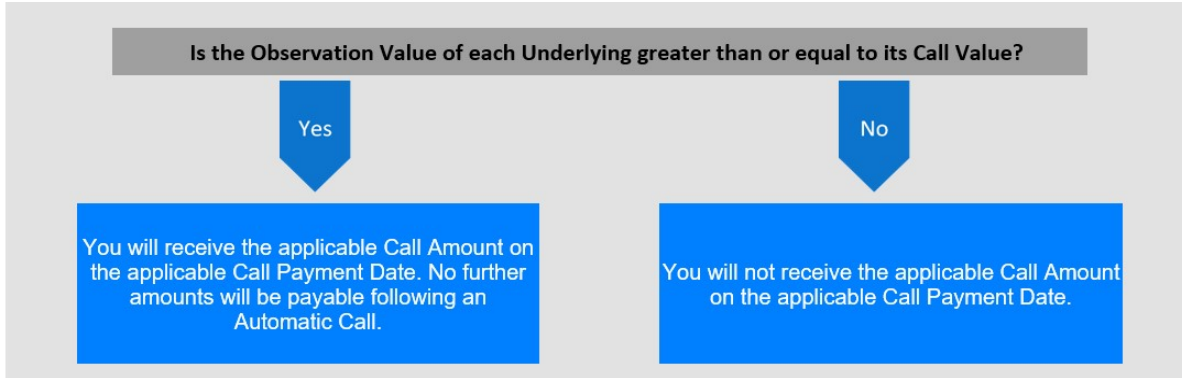 Is the Observation Value of each Underlying greater than or equal to its Call Value?
Yes
No
You will receive the applicable Call Amount on
the applicable Call Payment Date. No further
amounts will be payable following an
Automatic Call.
You will not receive the applicable Call Amount
on the applicable Call Payment Date.